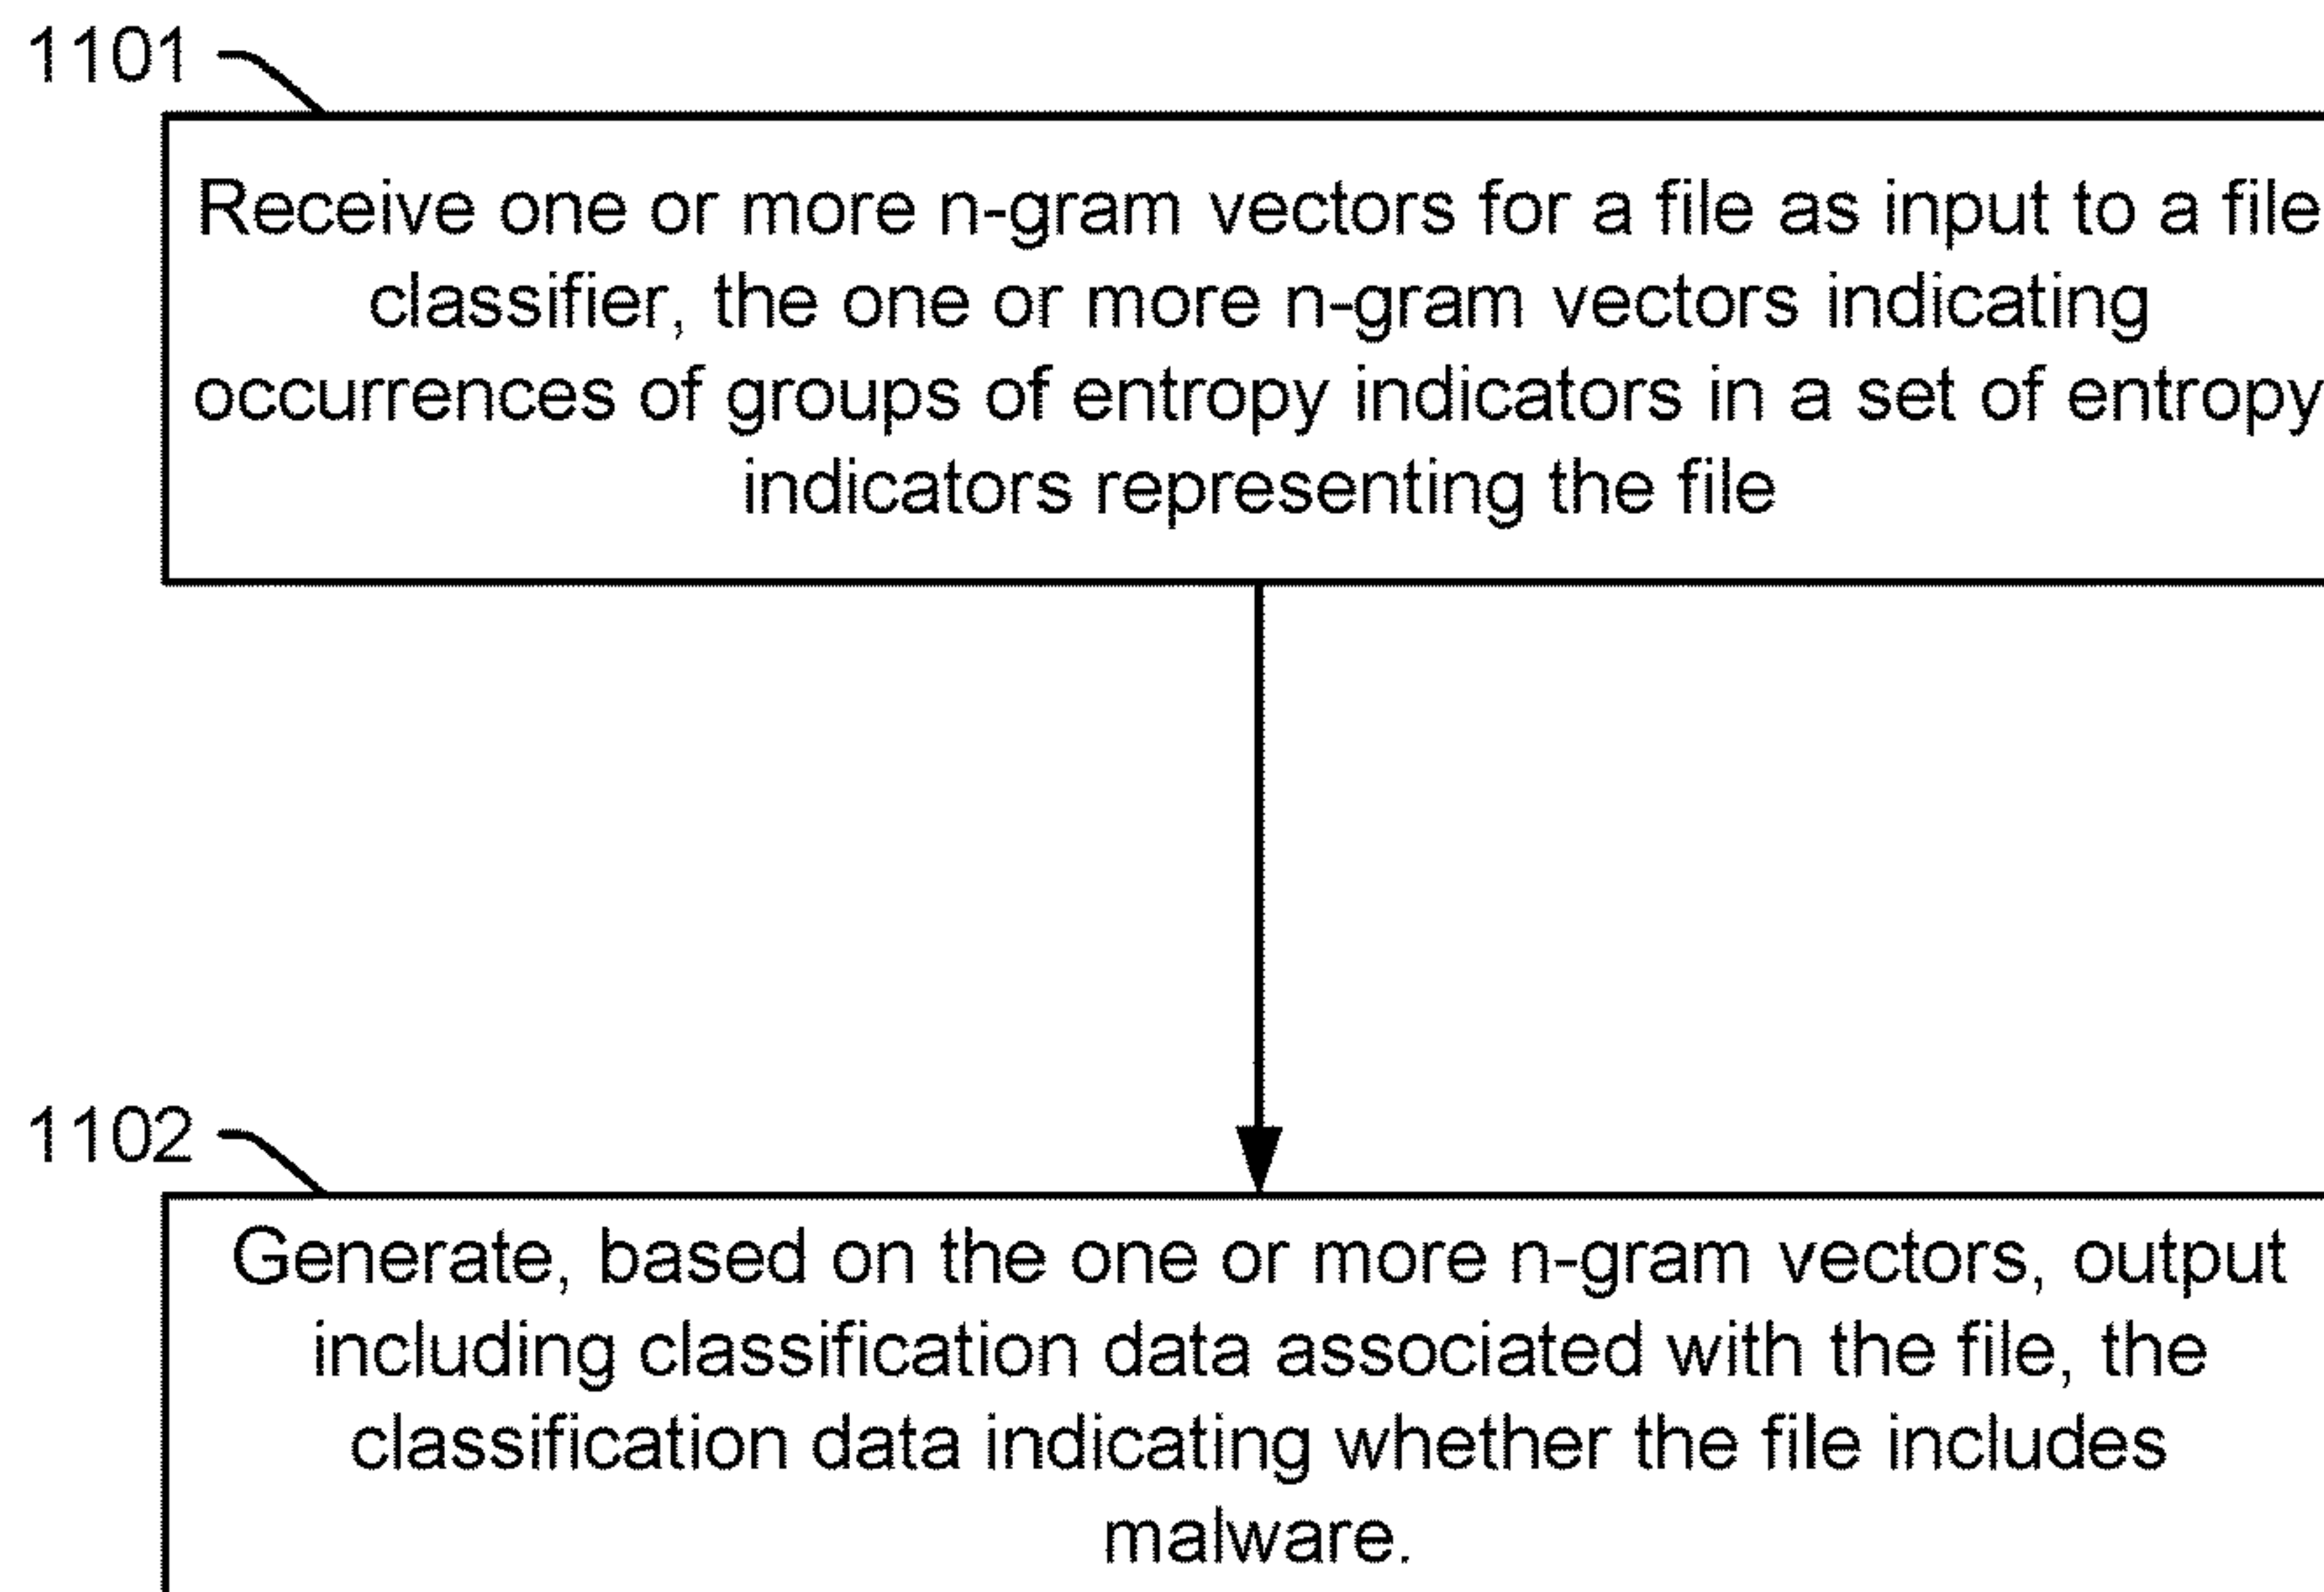 1101
Receive one or more n-gram vectors for a file as input to a file
classifier, the one or more n-gram vectors indicating
occurrences of groups of entropy indicators in a set of entropy
indicators representing the file
1102
Generate, based on the one or more n-gram vectors, output
including classification data associated with the file, the
classification data indicating whether the file includes
malware.